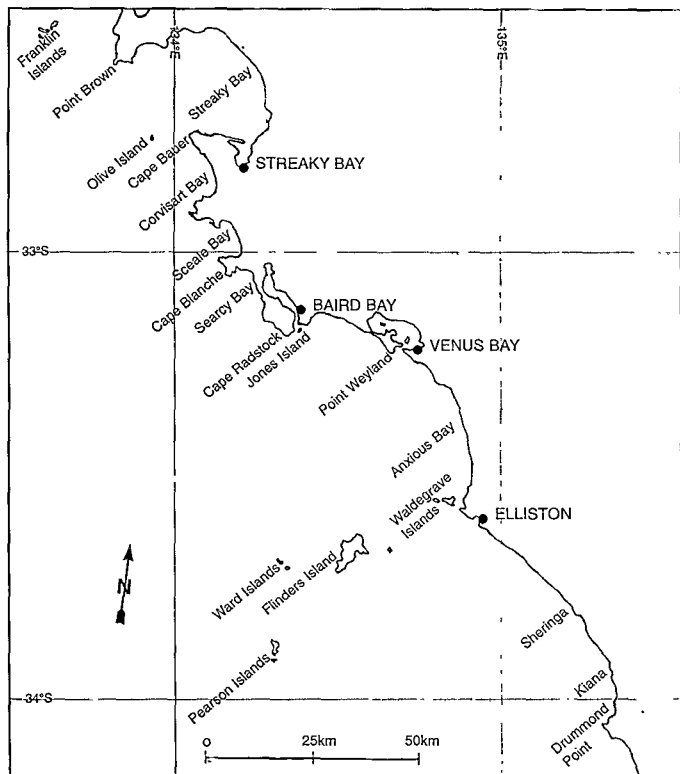 Franklin
Islands
Point Brown
134°E
135°E
Streaky Bay
Olive Island
Cape Bauer
STREAKY BAY
Corvisart Bay
33°S
Sceale Bay
Cape Blanche
Searcy Bay
BAIRD BAY
Cape Radstock
Jones Island
VENUS BAY
Point Weyland
Anxious Bay
Waldegrave
Islands
ELLISTON
Ward Islands
Flinders Island
N
Sheringa
Pearson Islands
Kiana
34°S
Drummond
Point
0
25km
50km